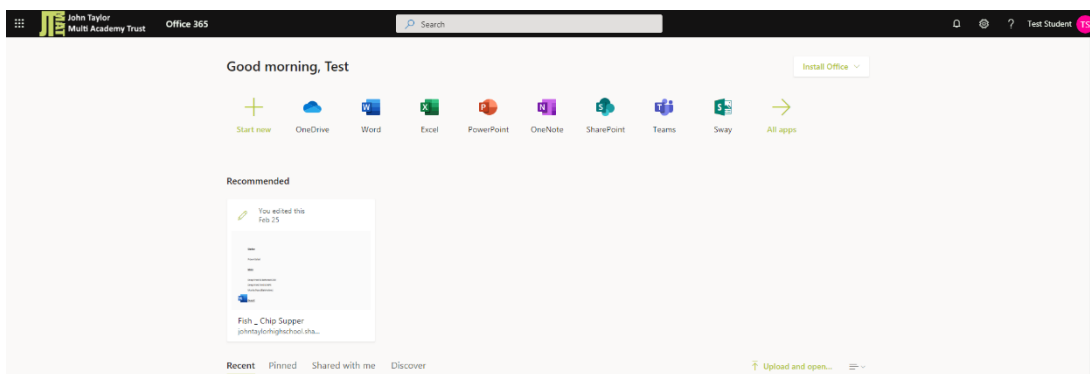 John Taylor
Multi Academy Trust
Office 365
Search
Test Student
TS
Good morning, Test
Install Office
Start new
OneDrive
Word
Excel
PowerPoint
OneNote
SharePoint
Teams
Sway
All apps
Recommended
You edited this
Feb 25
Fish _ Chip Supper
johntaylorhighschool.sha...
Recent Pinned Shared with me Discover
Upload and open...